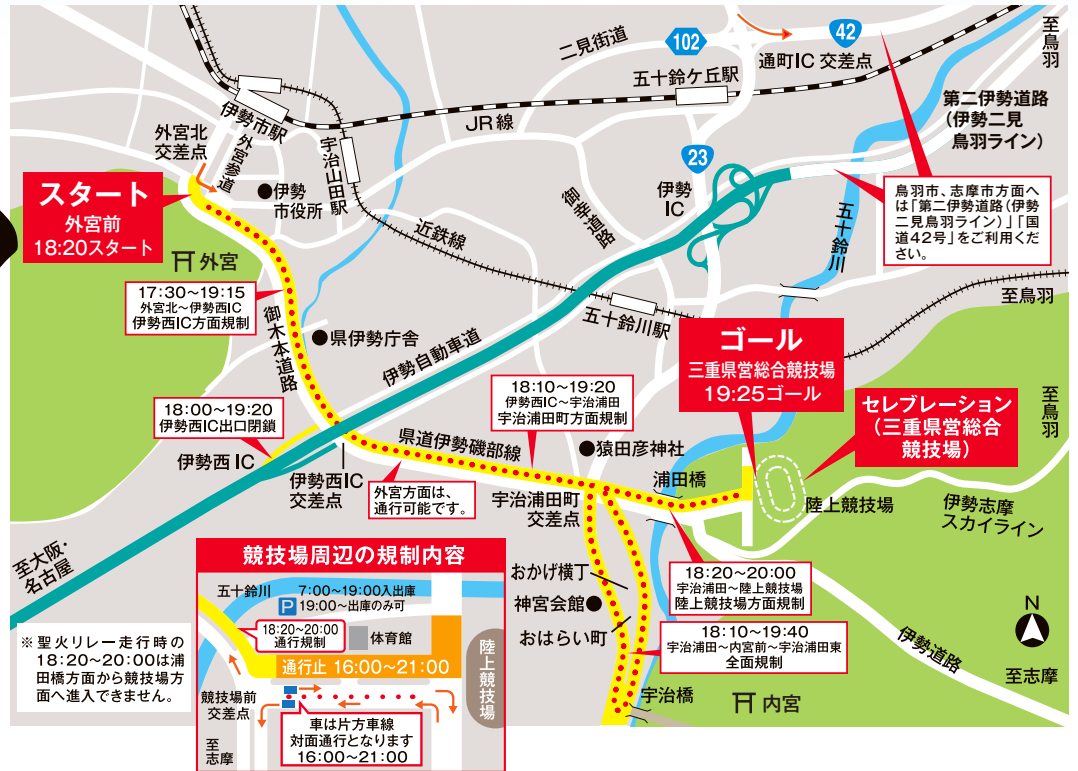 二見街道
102
42
通町IC 交差点
至鳥羽
五十鈴ケ丘駅
JR線
第二伊勢道路
(伊勢二見
鳥羽ライン)
外宮北
交差点
伊勢市駅
外宮参道
宇治山田駅
23
伊勢
IC
スタート
外宮前
18:20スタート
伊勢
市役所
御幸道路
近鉄線
五十鈴川
鳥羽市、志摩市方面へ
は「第二伊勢道路(伊勢
二見鳥羽ライン)」「国
道42号」をご利用くだ
さい。
外宮
17:30〜19:15
外宮北〜伊勢西IC
伊勢西IC方面規制
御木本道路
県伊勢庁舎
伊勢自動車道
五十鈴川駅
至鳥羽
ゴール
三重県営総合競技場
19:25ゴール
セレブレーション
(三重県営総合
競技場)
至鳥羽
18:10〜19:20
伊勢西IC〜宇治浦田
宇治浦田町方面規制
18:00〜19:20
伊勢西IC出口閉鎖
伊勢西IC
伊勢西IC
交差点
県道伊勢磯部線
猿田彦神社
外宮方面は、
通行可能です。
宇治浦田町
交差点
浦田橋
陸上競技場
伊勢志摩
スカイライン
至大阪・
名古屋
おかげ横丁
神宮会館
おはらい町
18:20〜20:00
宇治浦田〜陸上競技場
陸上競技場方面規制
18:10〜19:40
宇治浦田〜内宮前〜宇治浦田東
全面規制
宇治橋
内宮
伊勢道路
N
至志摩
※聖火リレー走行時の
18:20〜20:00は浦
田橋方面から競技場方
面へ進入できません。
競技場周辺の規制内容
五十鈴川
7:00〜19:00入出庫
P
19:00〜出庫のみ可
18:20〜20:00
通行規制
体育館
通行止 16:00〜21:00
陸上競技場
競技場前
交差点
車は片方車線
対面通行となります
16:00〜21:00
至
志摩